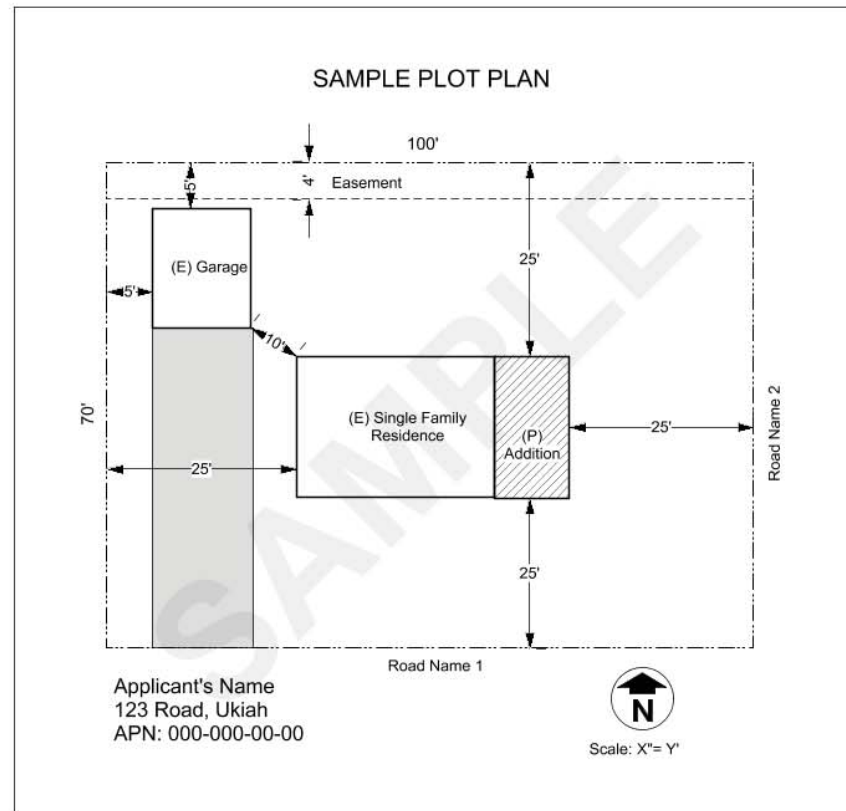 SAMPLE PLOT PLAN
100'
5'
4'
Easement
(E) Garage
25'
5'
10'
70'
(E) Single Family
Residence
(P)
Addition
25'
25'
Road Name 2
25'
Road Name 1
SAMPLE
Applicant's Name
123 Road, Ukiah
APN: 000-000-00-00
N
Scale: X"= Y'